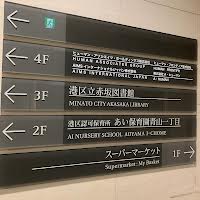 4F
HUMAN ASSOCIATES GROUP
AIMS INTERNATIONAL JAPAN
3F
港区立赤坂図書館
MINATO CITY AKASAKA LIBRARY
2F
港区認可保育所 あい保育園青山一丁目
AI NURSERY SCHOOL AOYAMA 1-CHOME
スーパーマーケット
Supermarket : My Basket
1F